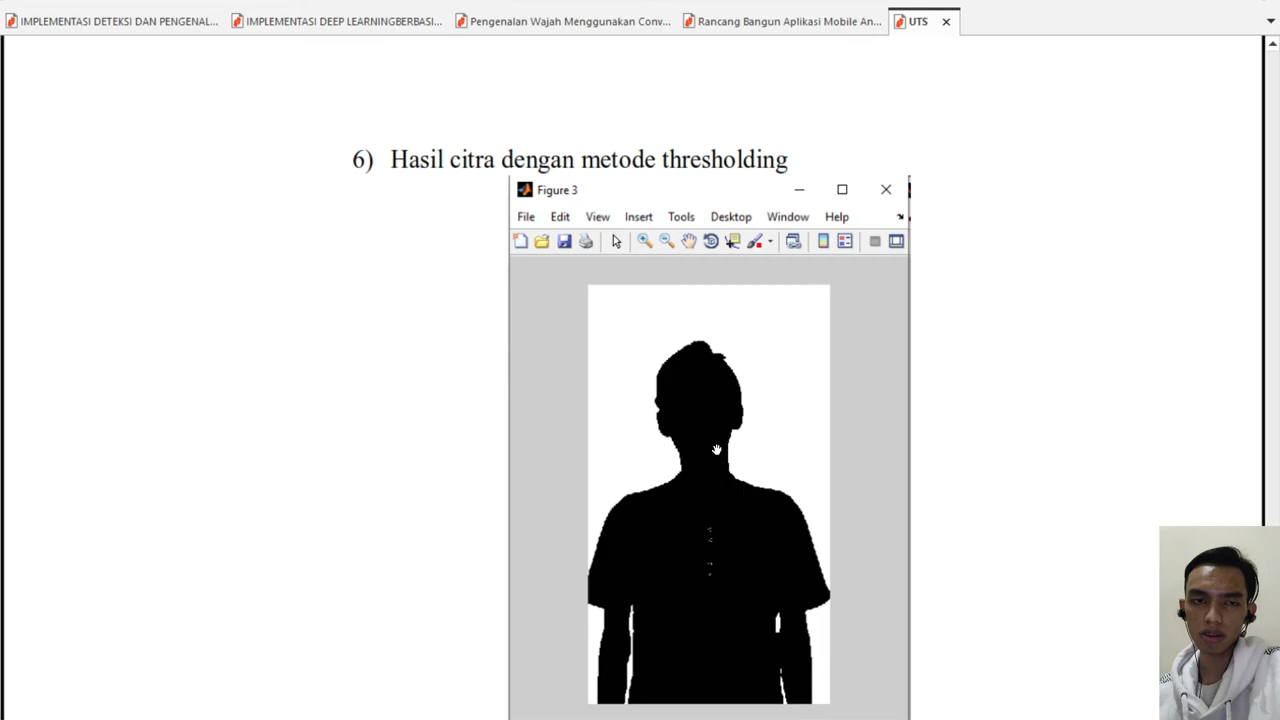 IMPLEMENTASI DETEKSI DAN PENGENAL...
IMPLEMENTASI DEEP LEARNINGBERBASI...
Pengenalan Wajah Menggunakan Conv...
Rancang Bangun Aplikasi Mobile An...
UTS
6) Hasil citra dengan metode thresholding
Figure 3
File Edit View Insert Tools Desktop Window Help